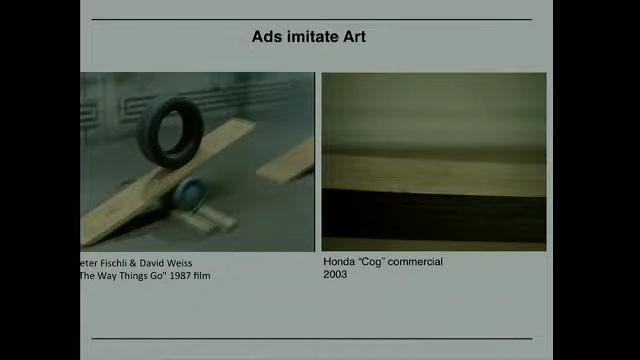 Ads imitate Art
eter Fischli & David Weiss
The Way Things Go" 1987 film
Honda “Cog” commercial
2003